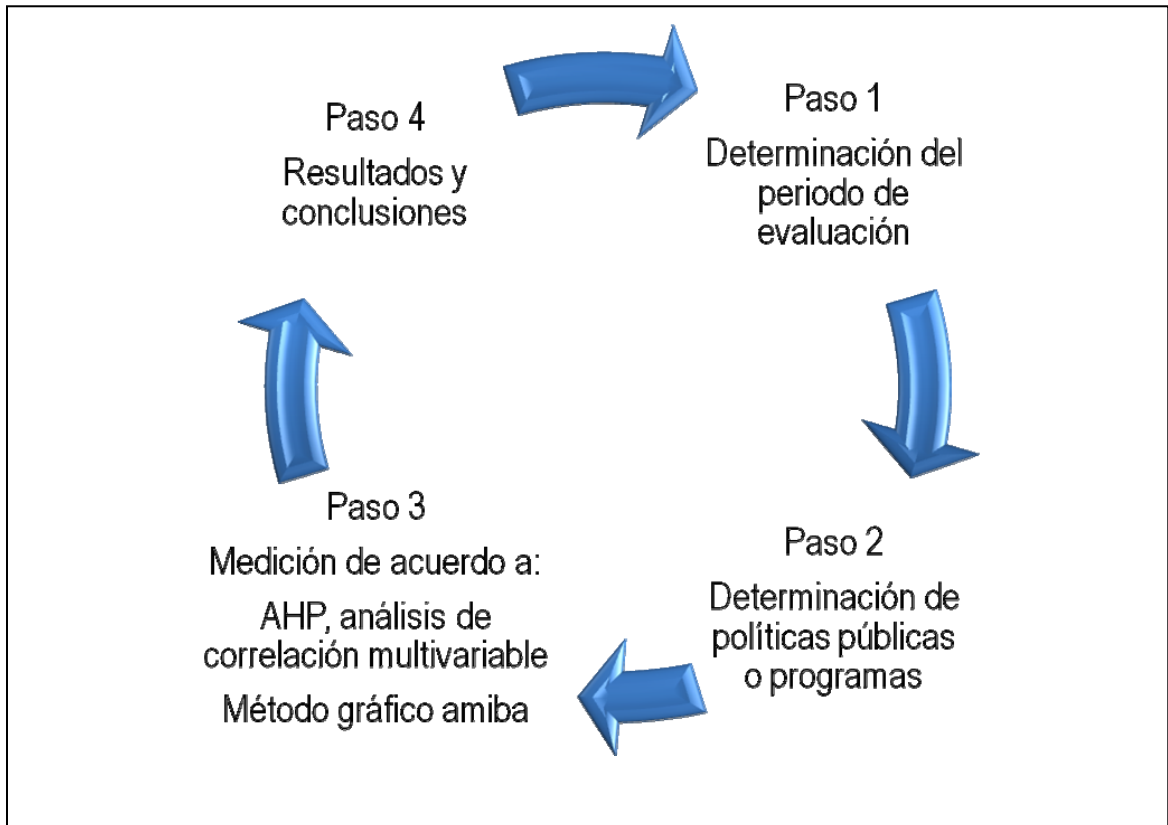 Paso 1
Determinación del
periodo de
evaluación
Paso 2
Determinación de
políticas públicas
o programas
Paso 3
Medición de acuerdo a:
AHP, análisis de
correlación multivariable
Método gráfico amiba
Paso 4
Resultados y
conclusiones